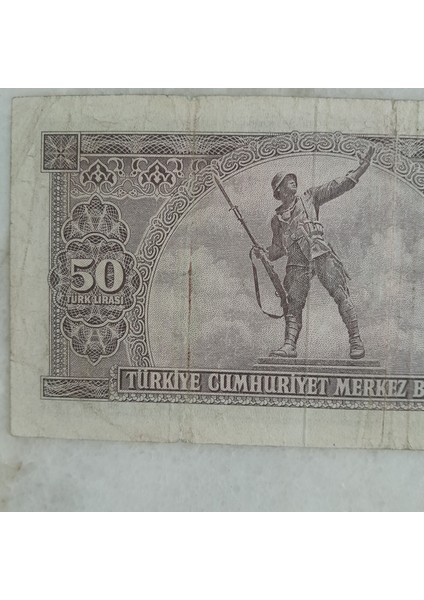 50
TÜRK LİRASI
TÜRKİYE CUMHURİYET MERKEZ B